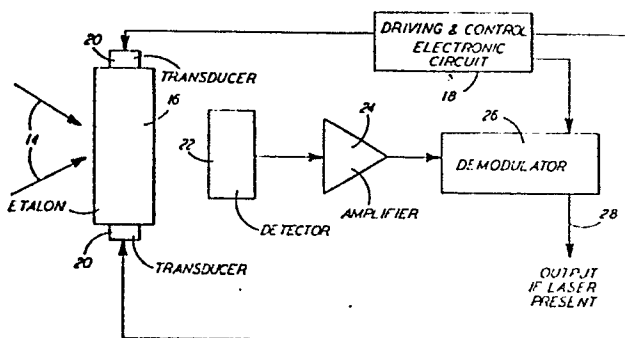 20
TRANSDUCER
16
14
ETALON
20
TRANSDUCER
22
DETECTOR
24
AMPLIFIER
DRIVING & CONTROL
ELECTRONIC
CIRCUIT
18
26
DEMODULATOR
28
OUTPUT
IF LASER
PRESENT